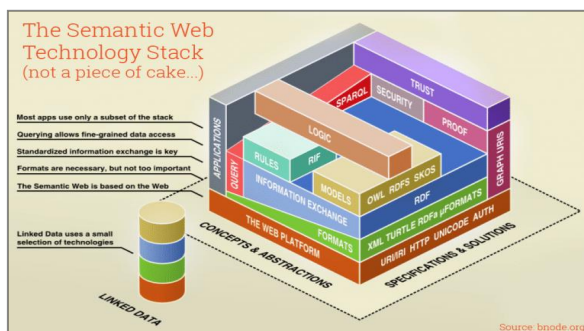 The Semantic Web
Technology Stack
(not a piece of cake...)
Most apps use only a subset of the stack
Querying allows fine-grained data access
Standardized information exchange is key
Formats are necessary, but not too important
The Semantic Web is based on the Web
Linked Data uses a small
selection of technologies
LINKED DATA
APPLICATIONS
QUERY
RULES
RIF
LOGIC
MODELS
INFORMATION EXCHANGE
FORMATS
THE WEB PLATFORM
CONCEPTS & ABSTRACTIONS
SPARQL
SECURITY
TRUST
PROOF
OWL RDFS SKOS
RDF
GRAPH URIS
XML TURTLE RDFa µFORMATS
URI/IRI HTTP UNICODE AUTH
SPECIFICATIONS & SOLUTIONS
Source: bnode.org